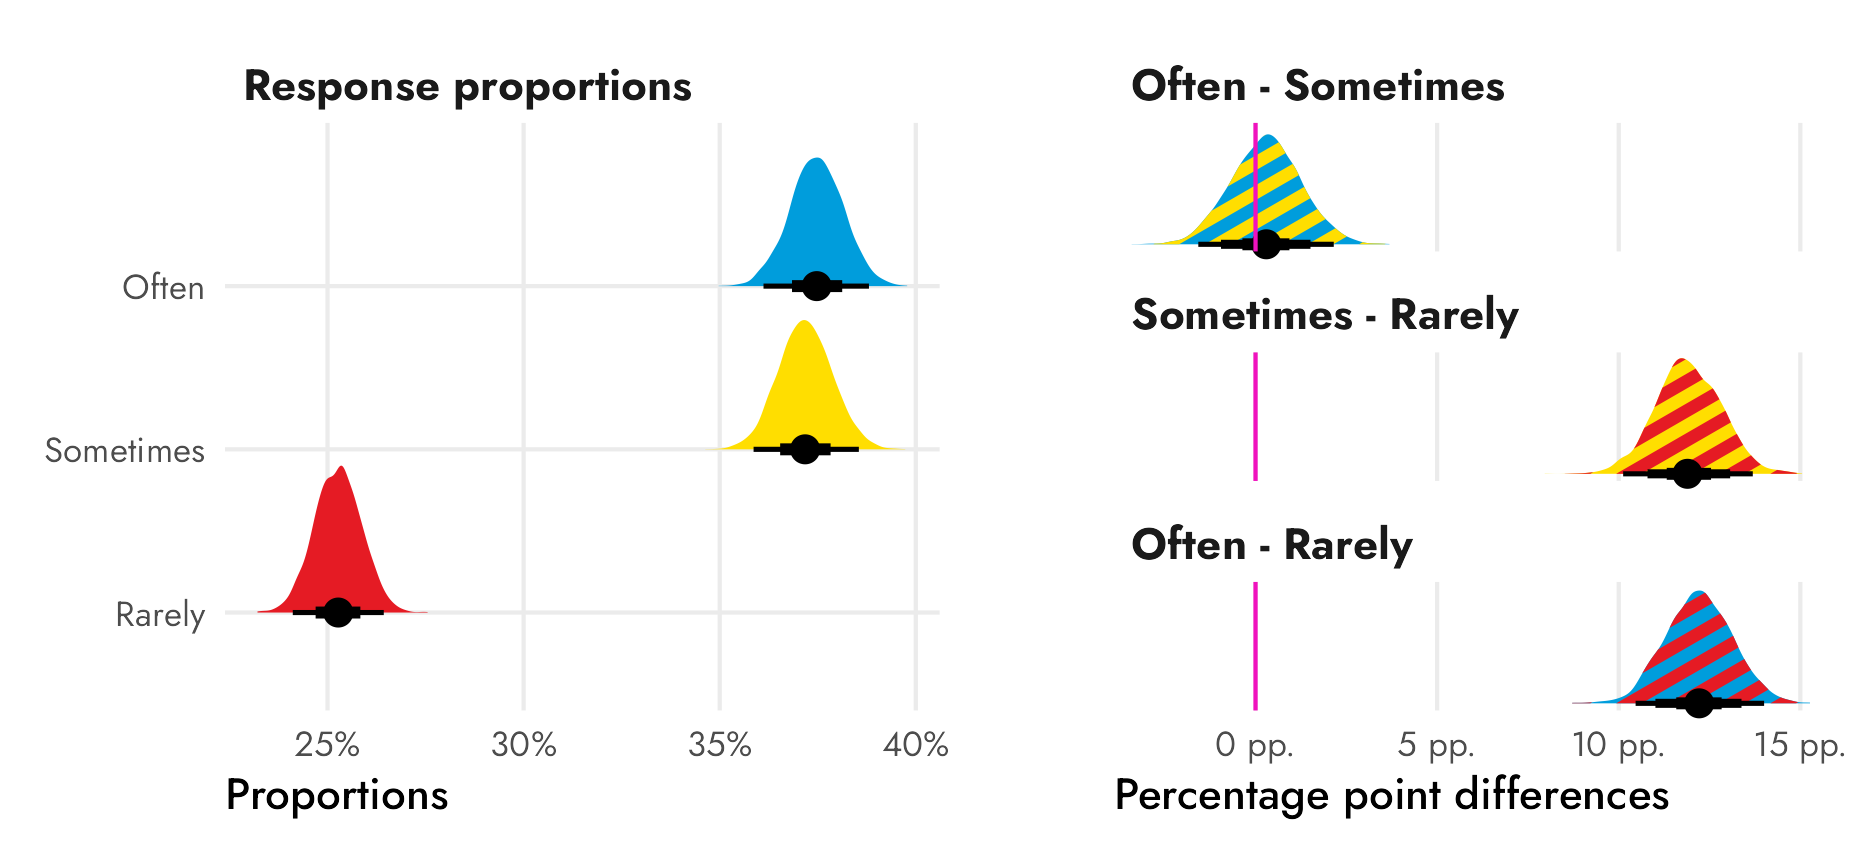 Response proportions
Often
Sometimes
Rarely
25% 30% 35% 40%
Proportions
Often - Sometimes
Sometimes - Rarely
Often - Rarely
0 pp. 5 pp. 10 pp. 15 pp.
Percentage point differences